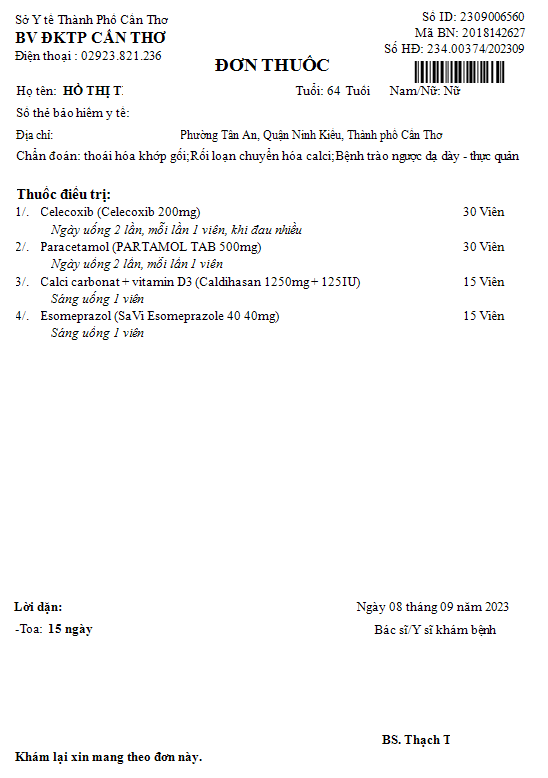 Sở Y tế Thành Phố Cần Thơ
BV ĐKTP CẦN THƠ
Điện thoại : 02923.821.236
Số ID: 2309006560
Mã BN: 2018142627
Số HĐ: 234.00374/202309
ĐƠN THUỐC
Họ tên: HỒ THỊ T. Tuổi: 64 Tuổi Nam/Nữ: Nữ
Số thẻ bảo hiểm y tế:
Địa chỉ: Phường Tân An, Quận Ninh Kiều, Thành phố Cần Thơ
Chẩn đoán: thoái hóa khớp gối;Rối loạn chuyển hóa calci;Bệnh trào ngược dạ dày - thực quản
Thuốc điều trị:
1/. Celecoxib (Celecoxib 200mg) 30 Viên
Ngày uống 2 lần, mỗi lần 1 viên, khi đau nhiều
2/. Paracetamol (PARTAMOL TAB 500mg) 30 Viên
Ngày uống 2 lần, mỗi lần 1 viên
3/. Calci carbonat + vitamin D3 (Caldihasan 1250mg + 125IU) 15 Viên
Sáng uống 1 viên
4/. Esomeprazol (SaVi Esomeprazole 40 40mg) 15 Viên
Sáng uống 1 viên
Lời dặn:
-Toa: 15 ngày
Ngày 08 tháng 09 năm 2023
Bác sĩ/Y sĩ khám bệnh
BS. Thạch T
Khám lại xin mang theo đơn này.